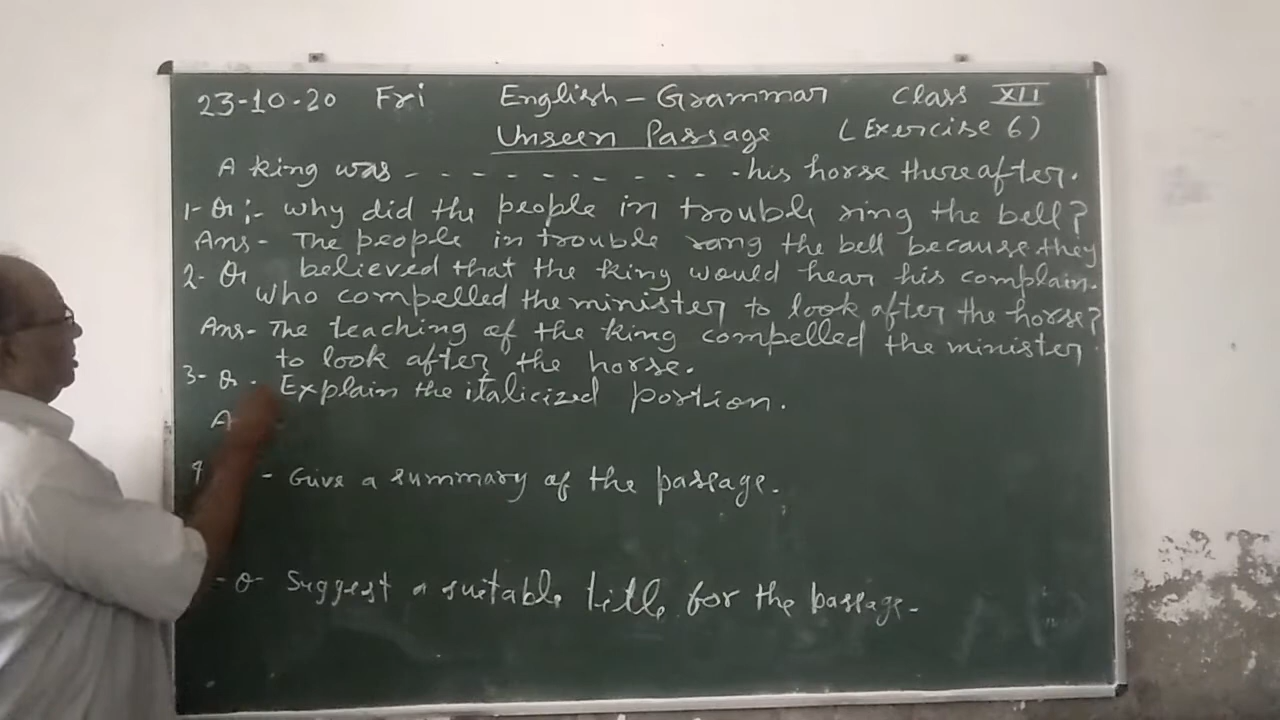 23-10-20 Fri English-Grammar Class XII
Unseen Passage (Exercise 6)
A king was - - - - - - - - - - - his horse thereafter.
1- Q:- Why did the people in trouble ring the bell?
Ans- The people in trouble rang the bell because they
believed that the king would hear his complain.
2- Q Who compelled the minister to look after the horse?
Ans- The teaching of the king compelled the minister
to look after the horse.
3- Q- Explain the italicized portion.
A
- Give a summary of the passage.
- Q- Suggest a suitable title for the passage-